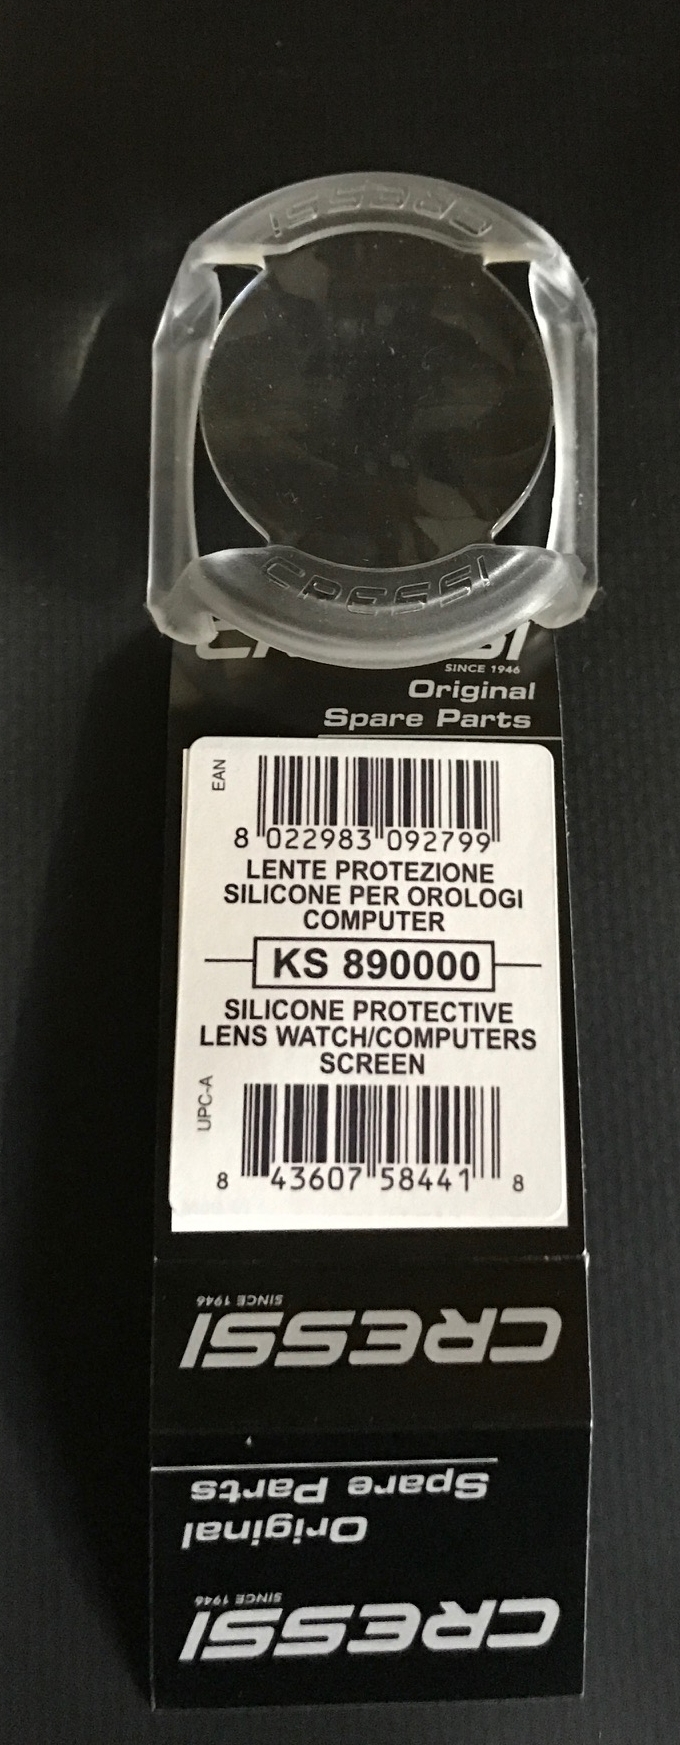 CRESSI
CRESSI
CRESSI
SINCE 1946
Original
Spare Parts
EAN
8 022983 092799
LENTE PROTEZIONE
SILICONE PER OROLOGI
COMPUTER
KS 890000
SILICONE PROTECTIVE
LENS WATCH/COMPUTERS
SCREEN
UPC-A
8 43607 58441 8
CRESSI
SINCE 1946
CRESSI
SINCE 1946
Original
Spare Parts